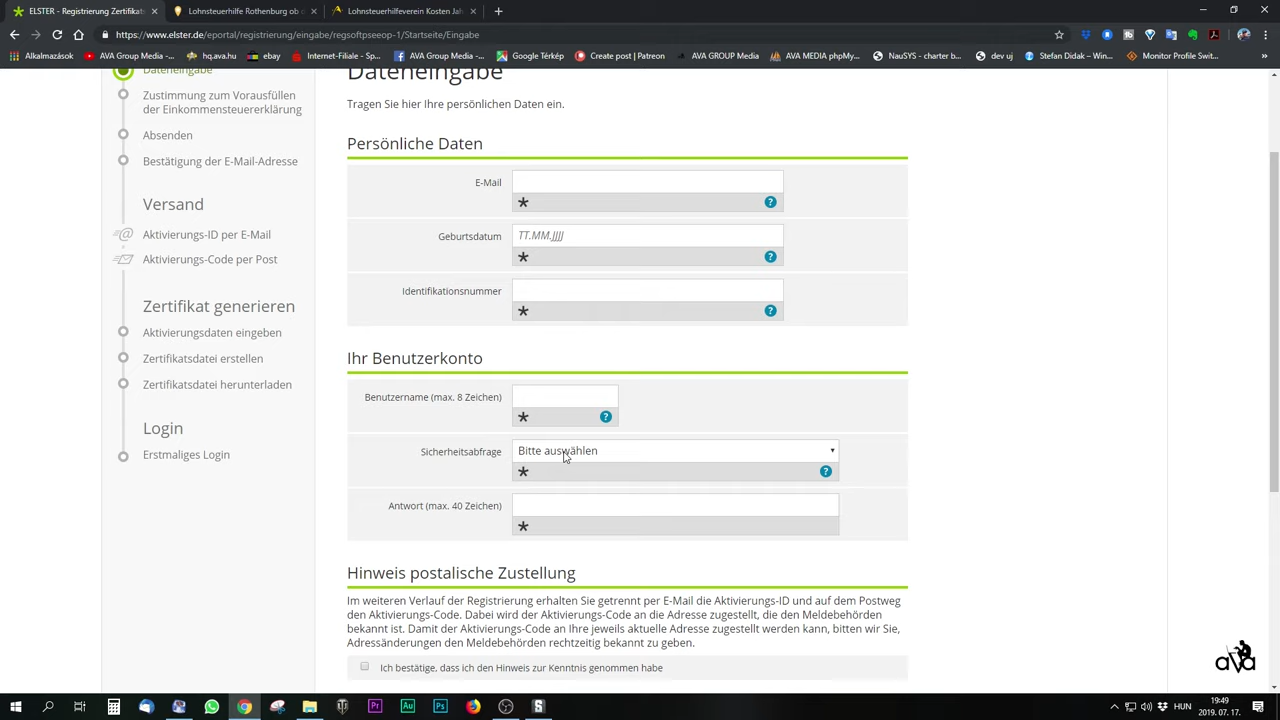 ELSTER - Registrierung Zertifikats
Lohnsteuerhilfe Rothenburg ob d
Lohnsteuerhilfeverein Kosten Jah
https://www.elster.de/eportal/registrierung/eingabe/regsoftpseeop-1/Startseite/Eingabe
Alkalmazások
AVA Group Media -...
hq.ava.hu
ebay
Internet-Filiale - Sp...
AVA Group Media -...
Google Térkép
Create post | Patreon
AVA GROUP Media
AVA MEDIA phpMy...
NauSYS - charter b...
dev uj
Stefan Didak – Win...
Monitor Profile Swit...
Dateneingabe
Zustimmung zum Vorausfüllen
der Einkommensteuererklärung
Absenden
Bestätigung der E-Mail-Adresse
Versand
Aktivierungs-ID per E-Mail
Aktivierungs-Code per Post
Zertifikat generieren
Aktivierungsdaten eingeben
Zertifikatsdatei erstellen
Zertifikatsdatei herunterladen
Login
Erstmaliges Login
Dateneingabe
Tragen Sie hier Ihre persönlichen Daten ein.
Persönliche Daten
E-Mail
Geburtsdatum
TT.MM.JJJJ
Identifikationsnummer
Ihr Benutzerkonto
Benutzername (max. 8 Zeichen)
Sicherheitsabfrage
Bitte auswählen
Antwort (max. 40 Zeichen)
Hinweis postalische Zustellung
Im weiteren Verlauf der Registrierung erhalten Sie getrennt per E-Mail die Aktivierungs-ID und auf dem Postweg
den Aktivierungs-Code. Dabei wird der Aktivierungs-Code an die Adresse zugestellt, die den Meldebehörden
bekannt ist. Damit der Aktivierungs-Code an Ihre jeweils aktuelle Adresse zugestellt werden kann, bitten wir Sie,
Adressänderungen den Meldebehörden rechtzeitig bekannt zu geben.
Ich bestätige, dass ich den Hinweis zur Kenntnis genommen habe
aVa
HUN
19:49
2019. 07. 17.